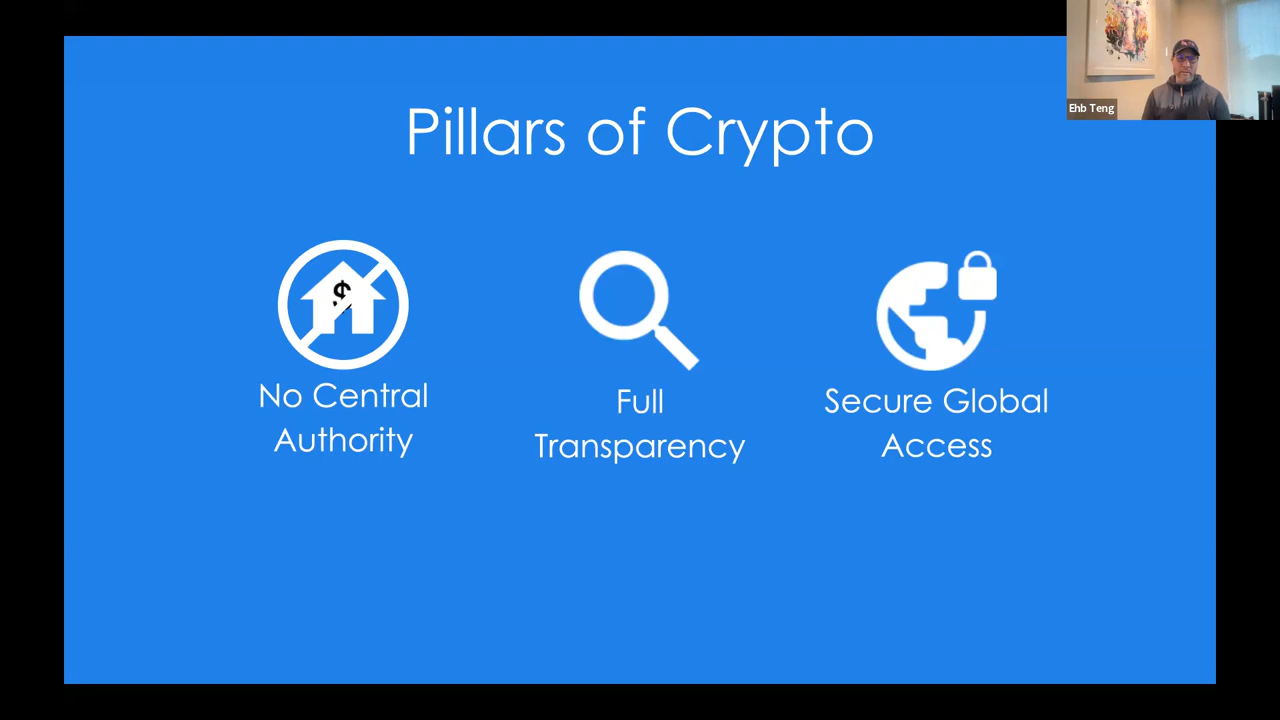 Ehb Teng
Pillars of Crypto
$
No Central
Authority
Full
Transparency
Secure Global
Access